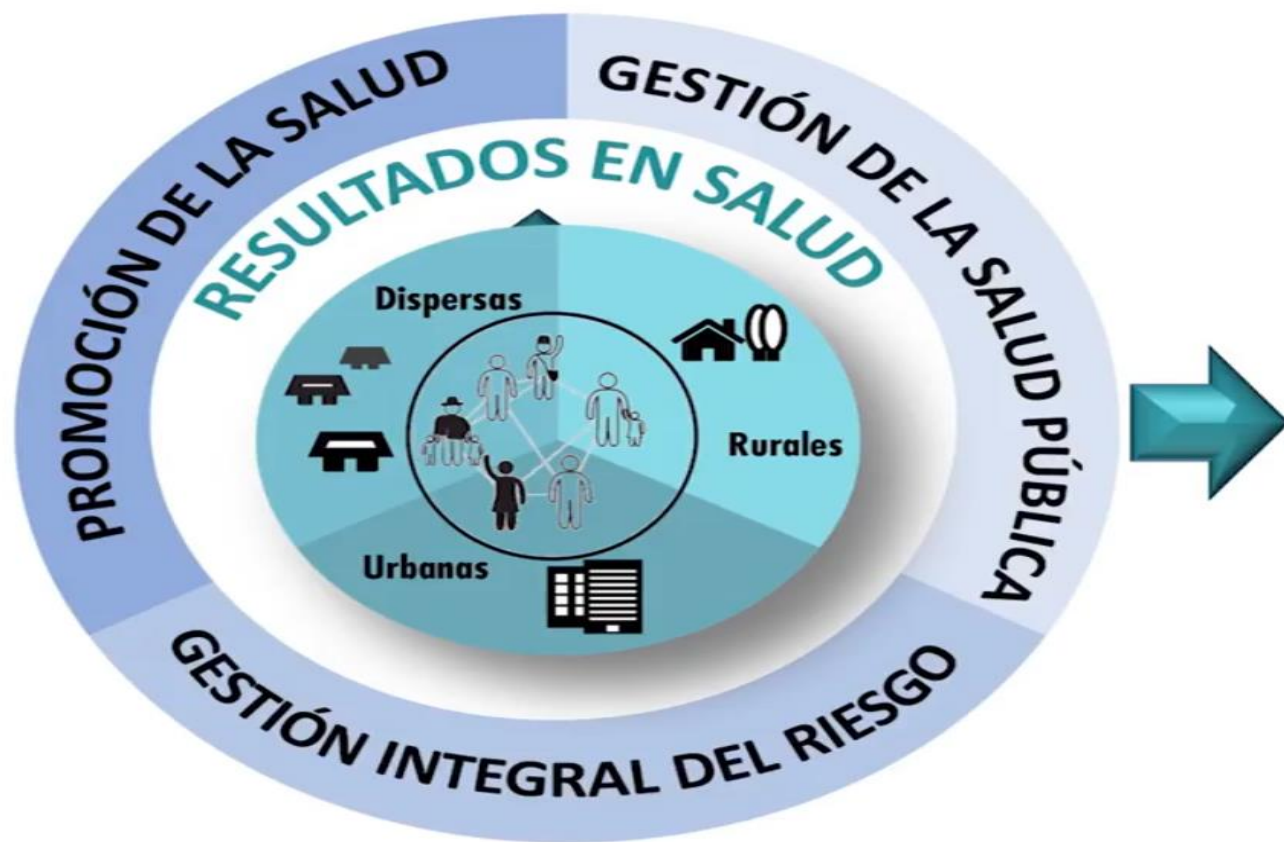 PROMOCIÓN DE LA SALUD
GESTIÓN DE LA SALUD PÚBLICA
RESULTADOS EN SALUD
Dispersas
Rurales
Urbanas
GESTIÓN INTEGRAL DEL RIESGO